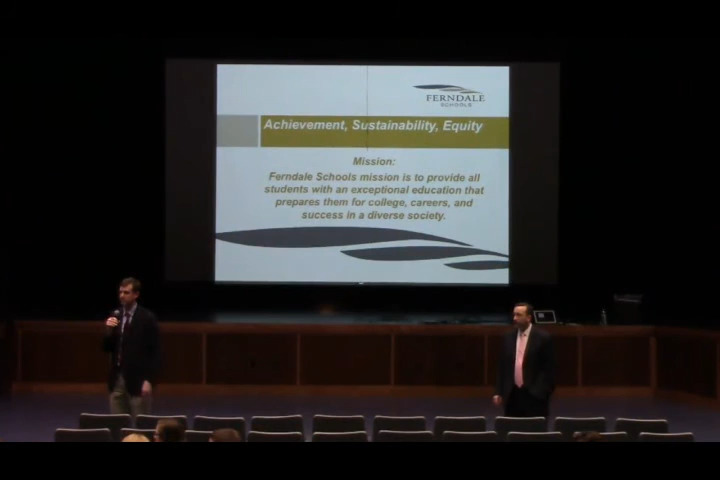 FERNDALE
SCHOOLS
Achievement, Sustainability, Equity
Mission:
Ferndale Schools mission is to provide all
students with an exceptional education that
prepares them for college, careers, and
success in a diverse society.